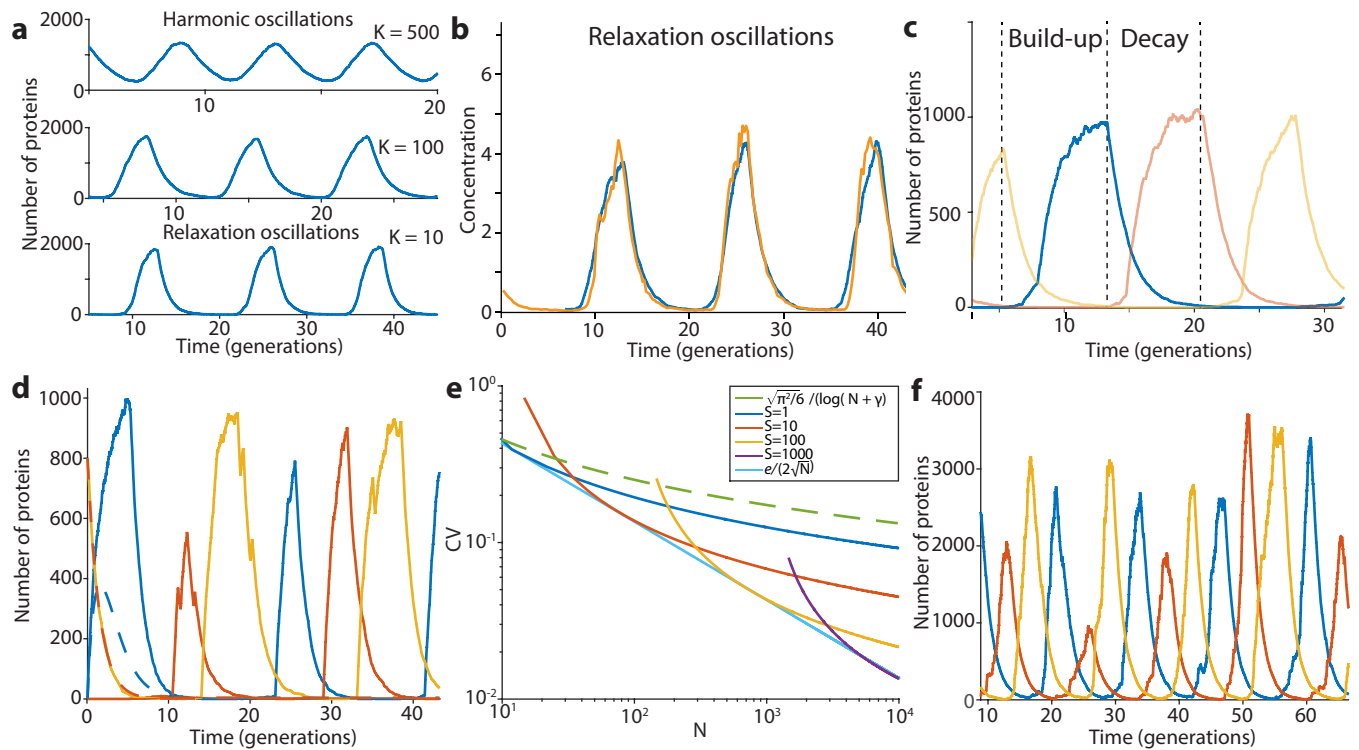 a
Harmonic oscillations
K = 500
2000
1000
0
10
20
2000
K = 100
0
10
20
Relaxation oscillations
K = 10
2000
0
10
20
30
40
Number of proteins
Time (generations)
b
Relaxation oscillations
Concentration
6
4
2
0
0
10
20
30
40
Time (generations)
c
Build-up
Decay
Number of proteins
1000
500
0
10
20
30
Time (generations)
d
Number of proteins
1000
800
600
400
200
0
0
10
20
30
40
Time (generations)
e
CV
10⁰
10⁻¹
10⁻²
10¹
10²
10³
10⁴
N
√π²/6 /(log( N + γ)
S=1
S=10
S=100
S=1000
e/(2√N)
f
Number of proteins
4000
3000
2000
1000
0
10
20
30
40
50
60
Time (generations)